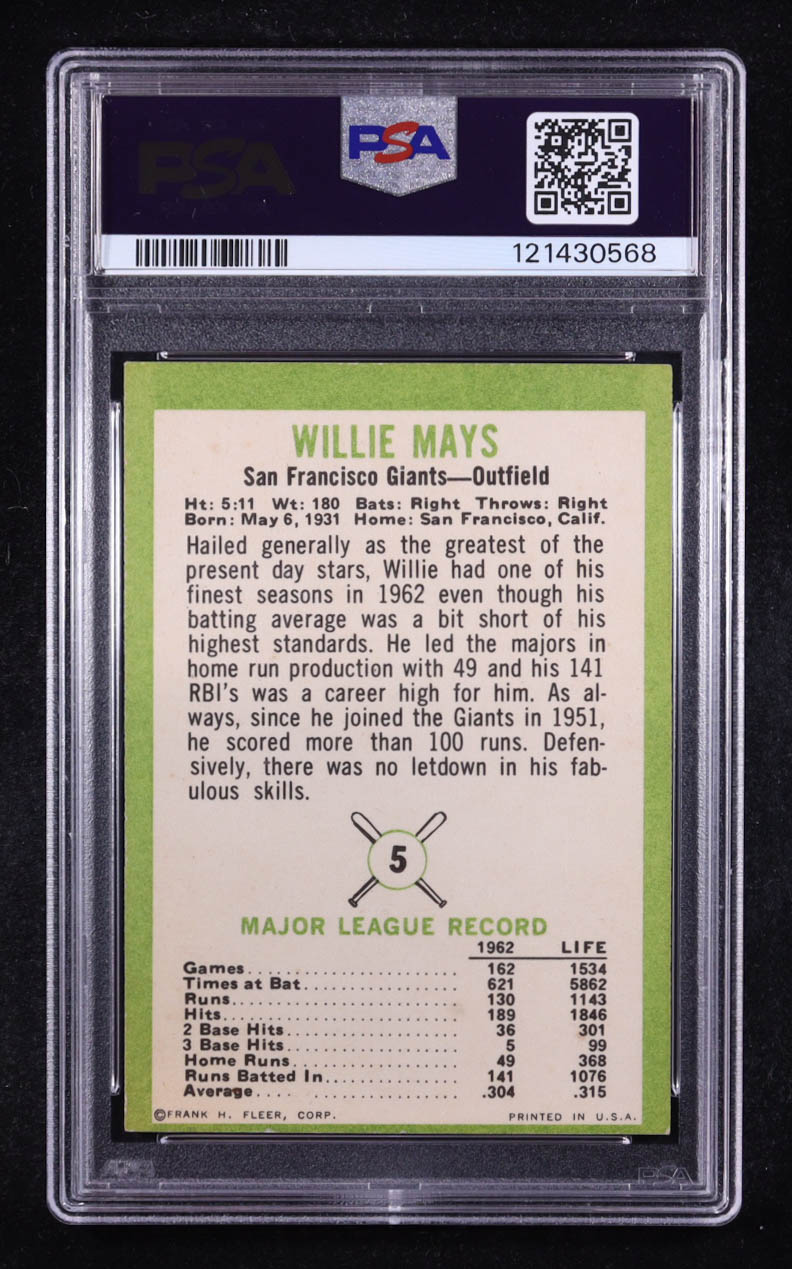 PSA
PSA
121430568
WILLIE MAYS
San Francisco Giants—Outfield
Ht: 5:11 Wt: 180 Bats: Right Throws: Right
Born: May 6, 1931 Home: San Francisco, Calif.
Hailed generally as the greatest of the
present day stars, Willie had one of his
finest seasons in 1962 even though his
batting average was a bit short of his
highest standards. He led the majors in
home run production with 49 and his 141
RBI's was a career high for him. As al-
ways, since he joined the Giants in 1951,
he scored more than 100 runs. Defen-
sively, there was no letdown in his fab-
ulous skills.
5
MAJOR LEAGUE RECORD
1962 LIFE
Games 162 1534
Times at Bat 621 5862
Runs 130 1143
Hits 189 1846
2 Base Hits 36 301
3 Base Hits 5 99
Home Runs 49 368
Runs Batted In 141 1076
Average .304 .315
©FRANK H. FLEER, CORP. PRINTED IN U.S.A.
PSA
PSA